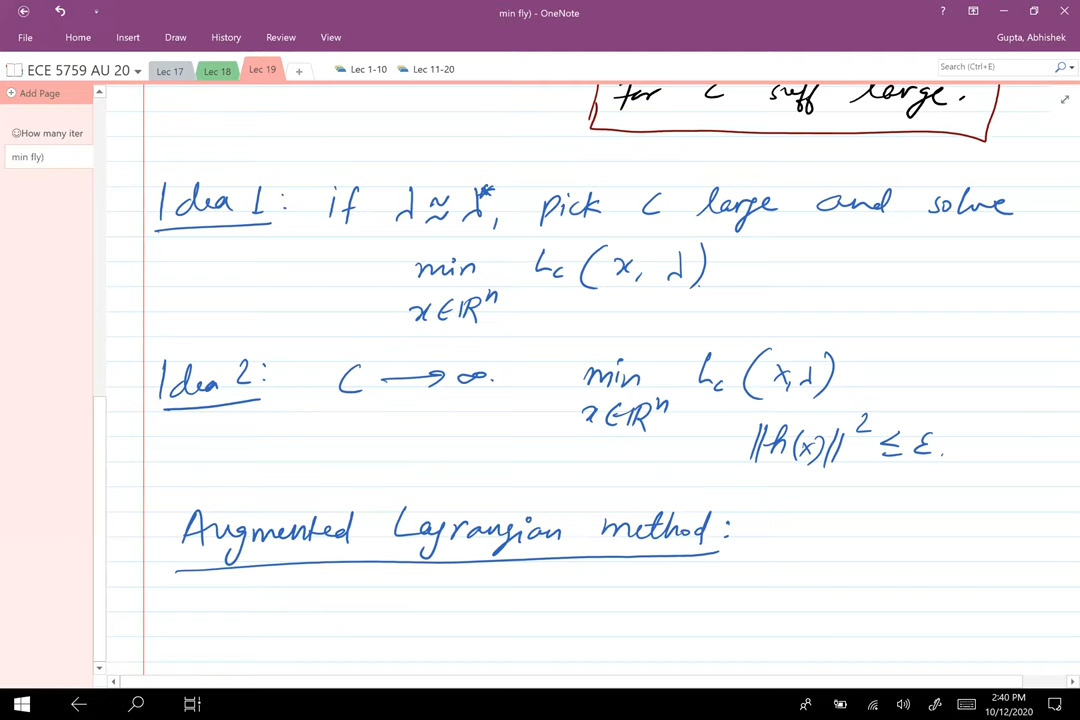 min fly) - OneNote
Gupta, Abhishek
File Home Insert Draw History Review View
ECE 5759 AU 20 Lec 17 Lec 18 Lec 19 Lec 1-10 Lec 11-20
Search (Ctrl+E)
Add Page
How many iter
min fly)
for c suff large.
Idea 1: if λ ≈ λ*, pick c large and solve
min L_c (x, λ)
x∈ℝⁿ
Idea 2: C ⟶ ∞. min L_c (x, λ)
x∈ℝⁿ
||h(x)||² ≤ ε.
Augmented Lagrangian method:
2:40 PM
10/12/2020